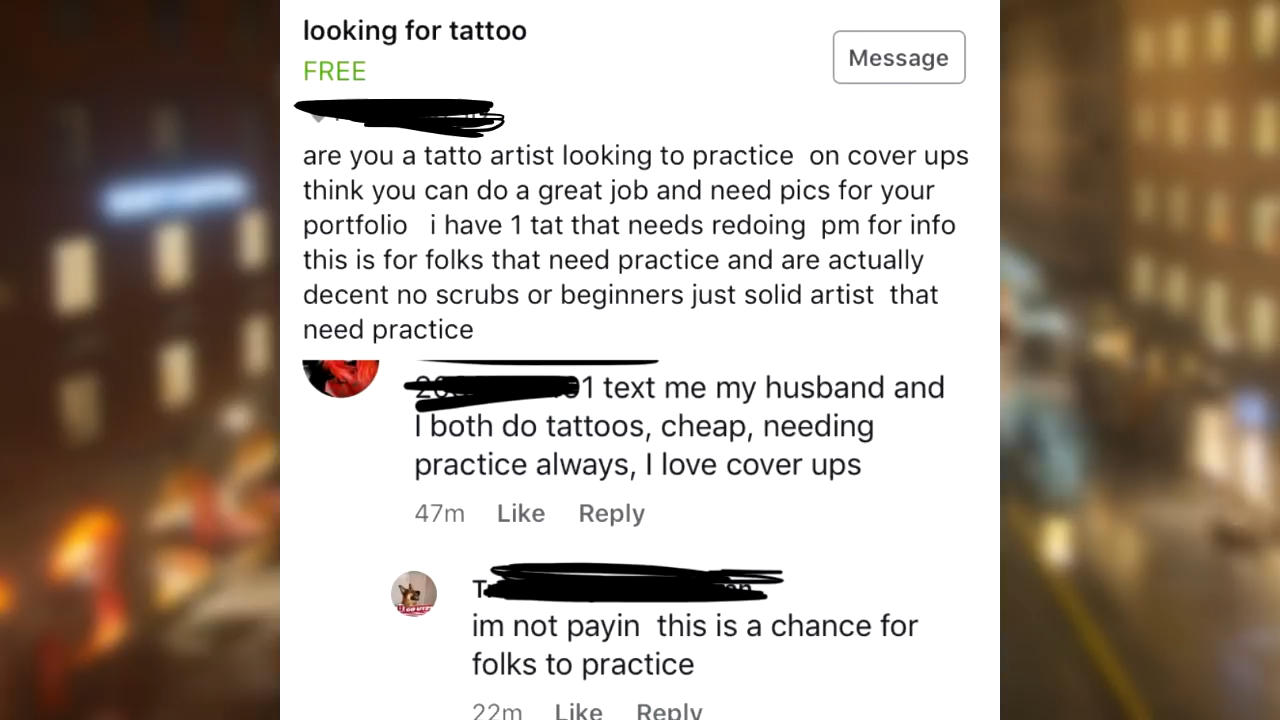 looking for tattoo
Message
FREE
are you a tatto artist looking to practice  on cover ups
think you can do a great job and need pics for your
portfolio   i have 1 tat that needs redoing  pm for info
this is for folks that need practice and are actually
decent no scrubs or beginners just solid artist  that
need practice
1 text me my husband and
I both do tattoos, cheap, needing
practice always, I love cover ups
47m Like Reply
im not payin  this is a chance for
folks to practice
22m Like Reply